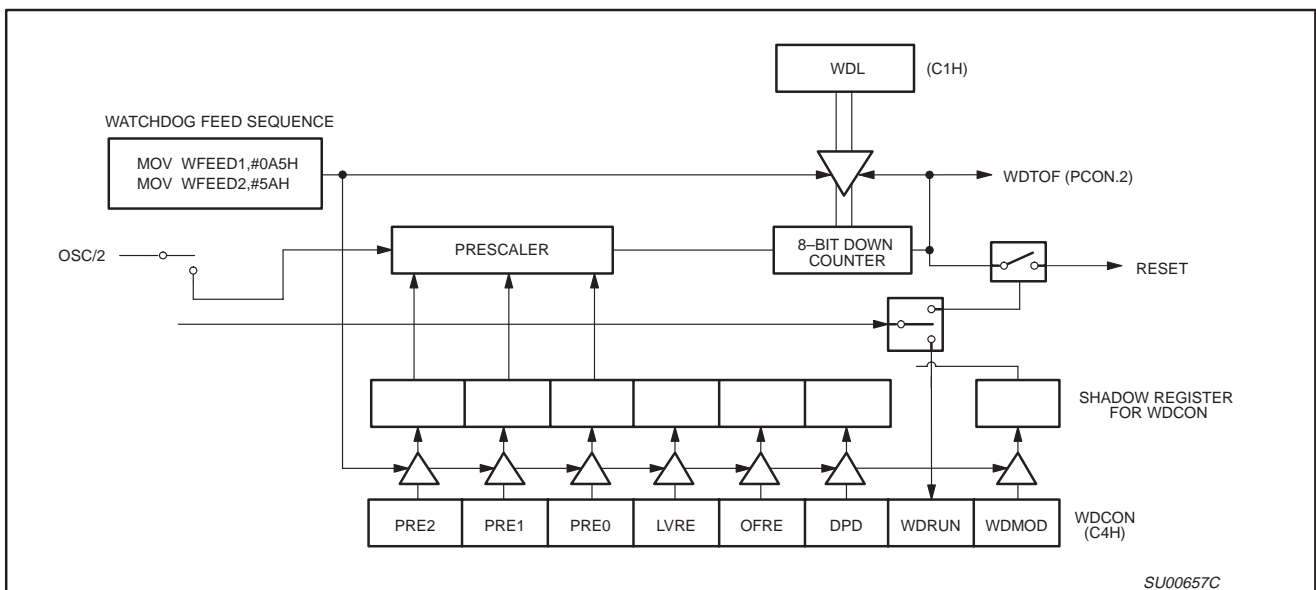 WDL
(C1H)
WATCHDOG FEED SEQUENCE
MOV WFEED1,#0A5H
MOV WFEED2,#5AH
WDTOF (PCON.2)
PRESCALER
8–BIT DOWN
COUNTER
OSC/2
RESET
SHADOW REGISTER
FOR WDCON
PRE2
PRE1
PRE0
LVRE
OFRE
DPD
WDRUN
WDMOD
WDCON
(C4H)
SU00657C